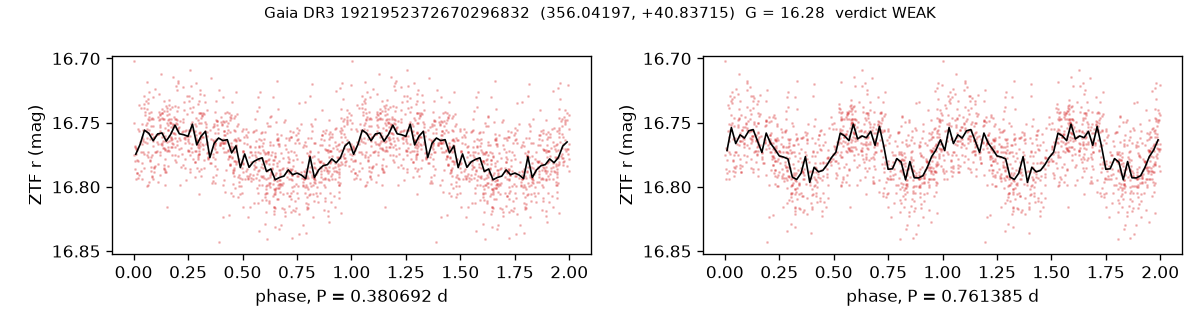 Gaia DR3 1921952372670296832  (356.04197, +40.83715)  G = 16.28  verdict WEAK
ZTF r (mag)
16.70
16.75
16.80
16.85
0.00 0.25 0.50 0.75 1.00 1.25 1.50 1.75 2.00
phase, P = 0.380692 d
ZTF r (mag)
16.70
16.75
16.80
16.85
0.00 0.25 0.50 0.75 1.00 1.25 1.50 1.75 2.00
phase, P = 0.761385 d